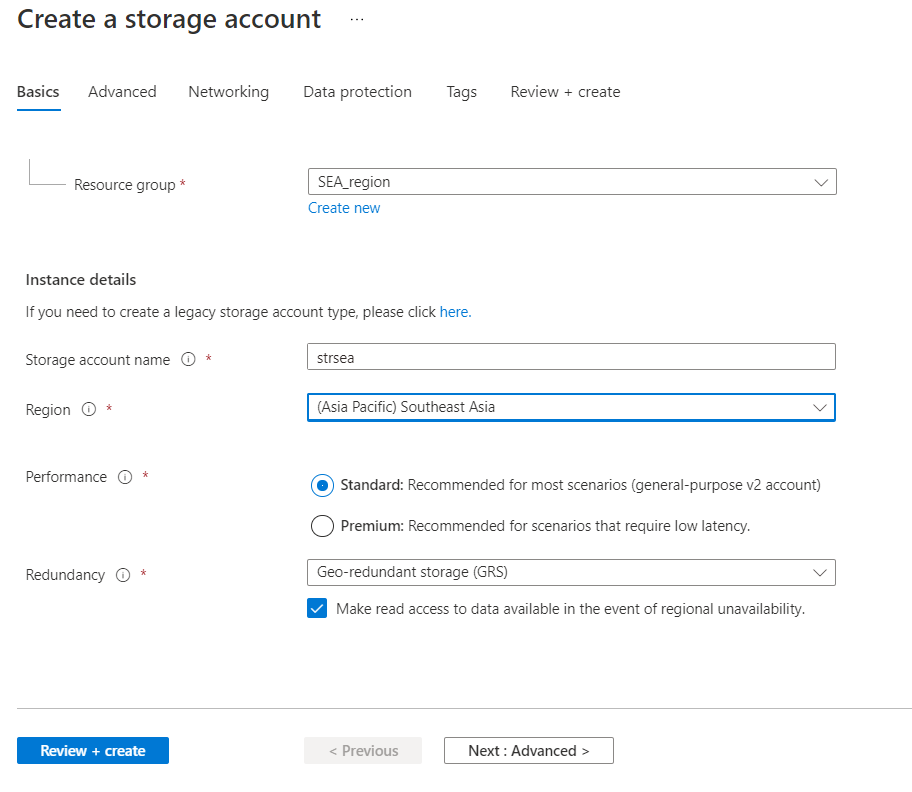 Create a storage account ...
Basics Advanced Networking Data protection Tags Review + create
Resource group * SEA_region
Create new
Instance details
If you need to create a legacy storage account type, please click here.
Storage account name * strsea
Region * (Asia Pacific) Southeast Asia
Performance * Standard: Recommended for most scenarios (general-purpose v2 account)
Premium: Recommended for scenarios that require low latency.
Redundancy * Geo-redundant storage (GRS)
Make read access to data available in the event of regional unavailability.
Review + create < Previous Next : Advanced >